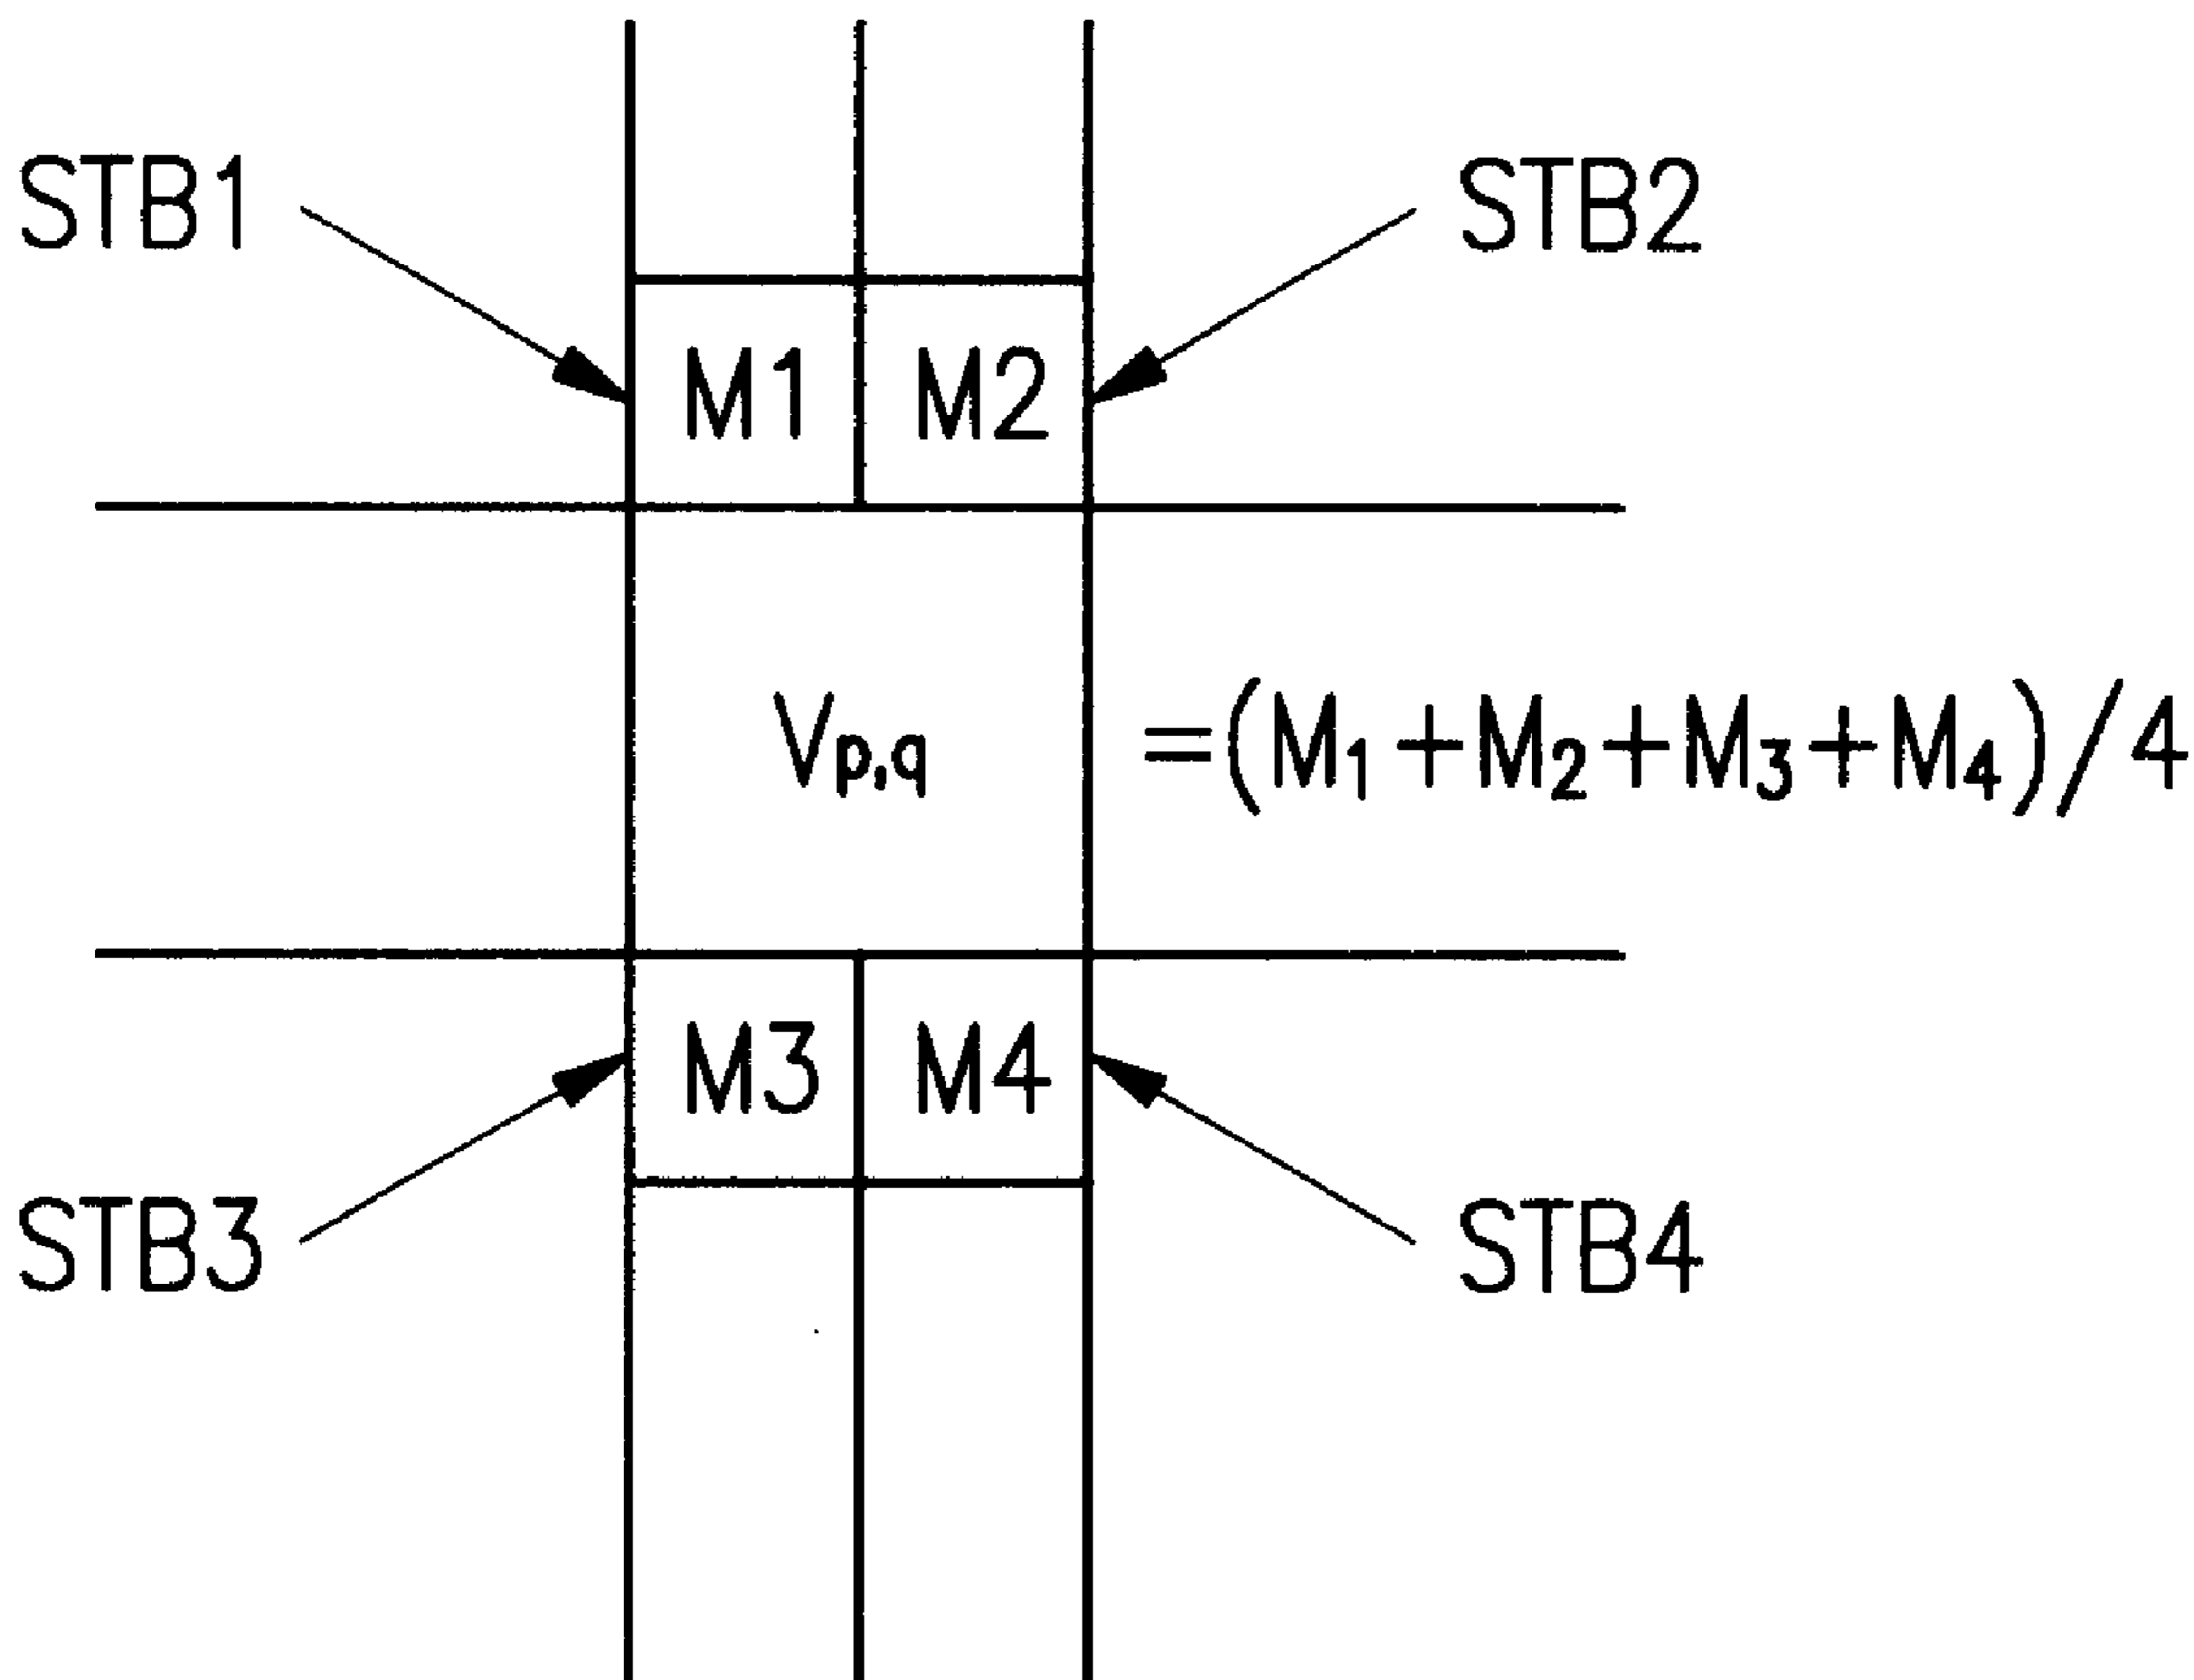 STB1 STB2
M1 M2
Vp,q =(M1+M2+M3+M4)/4
M3 M4
STB3 STB4